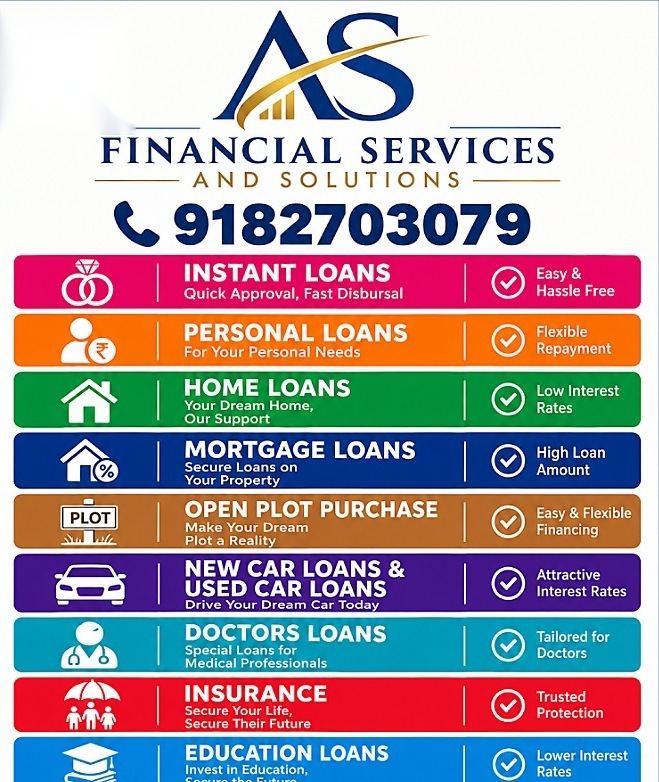 AS
FINANCIAL SERVICES
AND SOLUTIONS
9182703079
INSTANT LOANS
Quick Approval, Fast Disbursal
Easy &
Hassle Free
₹
PERSONAL LOANS
For Your Personal Needs
Flexible
Repayment
HOME LOANS
Your Dream Home,
Our Support
Low Interest
Rates
%
MORTGAGE LOANS
Secure Loans on
Your Property
High Loan
Amount
PLOT
OPEN PLOT PURCHASE
Make Your Dream
Plot a Reality
Easy & Flexible
Financing
NEW CAR LOANS &
USED CAR LOANS
Drive Your Dream Car Today
Attractive
Interest Rates
DOCTORS LOANS
Special Loans for
Medical Professionals
Tailored for
Doctors
INSURANCE
Secure Your Life,
Secure Their Future
Trusted
Protection
EDUCATION LOANS
Invest in Education,
Secure the Future
Lower Interest
Rates